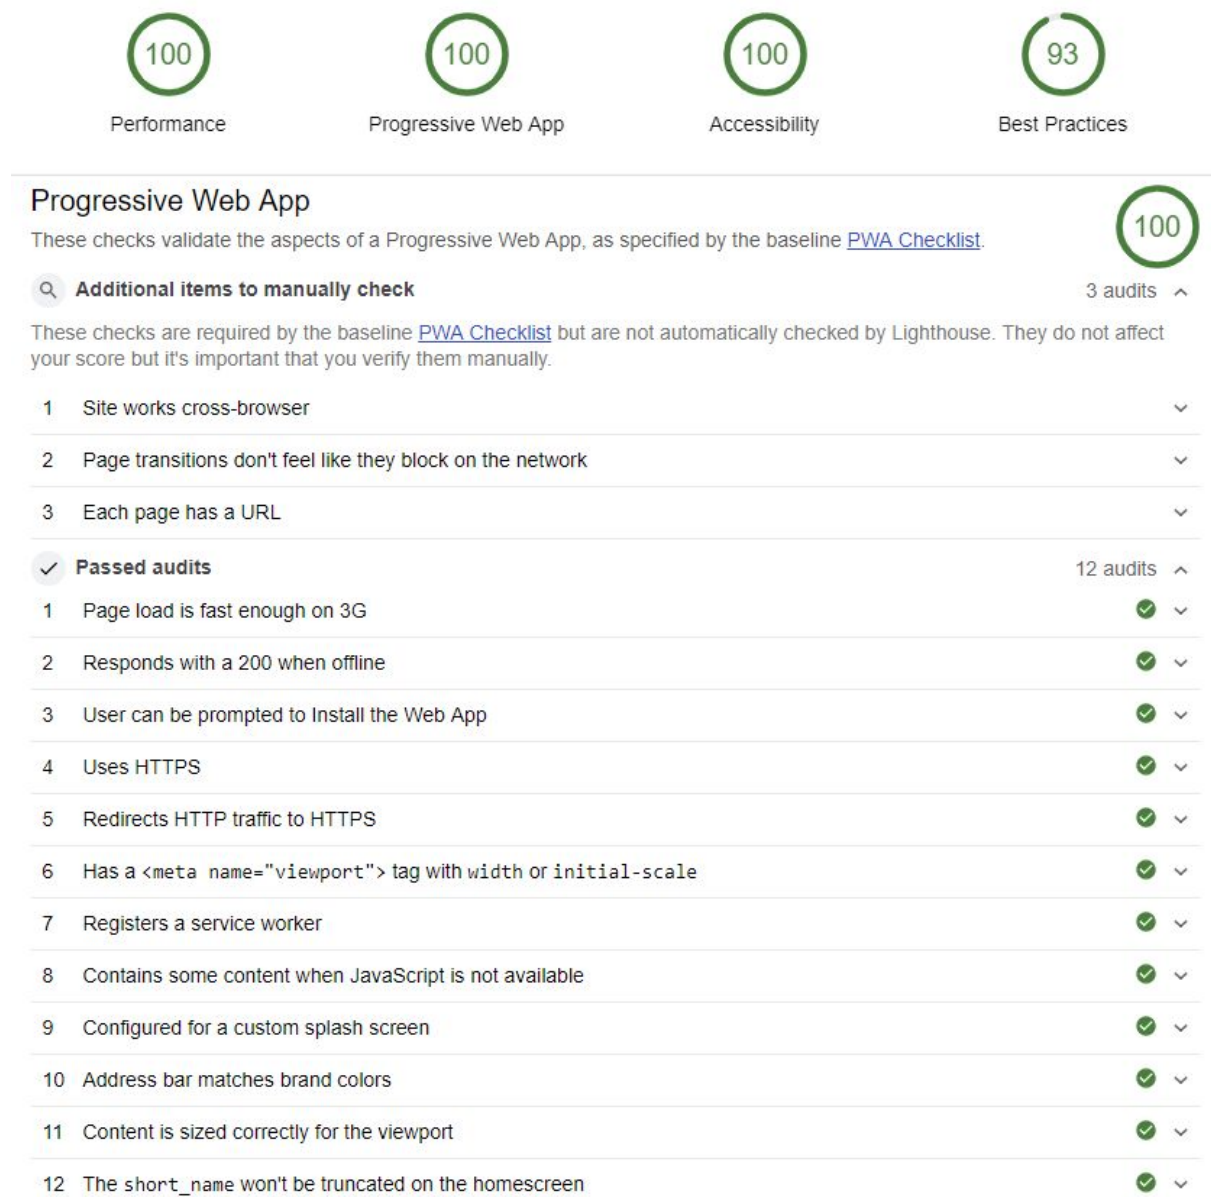 100 100 100 93
Performance Progressive Web App Accessibility Best Practices
Progressive Web App
100
These checks validate the aspects of a Progressive Web App, as specified by the baseline PWA Checklist.
Additional items to manually check 3 audits
These checks are required by the baseline PWA Checklist but are not automatically checked by Lighthouse. They do not affect
your score but it's important that you verify them manually.
1 Site works cross-browser
2 Page transitions don't feel like they block on the network
3 Each page has a URL
Passed audits 12 audits
1 Page load is fast enough on 3G
2 Responds with a 200 when offline
3 User can be prompted to Install the Web App
4 Uses HTTPS
5 Redirects HTTP traffic to HTTPS
6 Has a <meta name="viewport"> tag with width or initial-scale
7 Registers a service worker
8 Contains some content when JavaScript is not available
9 Configured for a custom splash screen
10 Address bar matches brand colors
11 Content is sized correctly for the viewport
12 The short_name won't be truncated on the homescreen